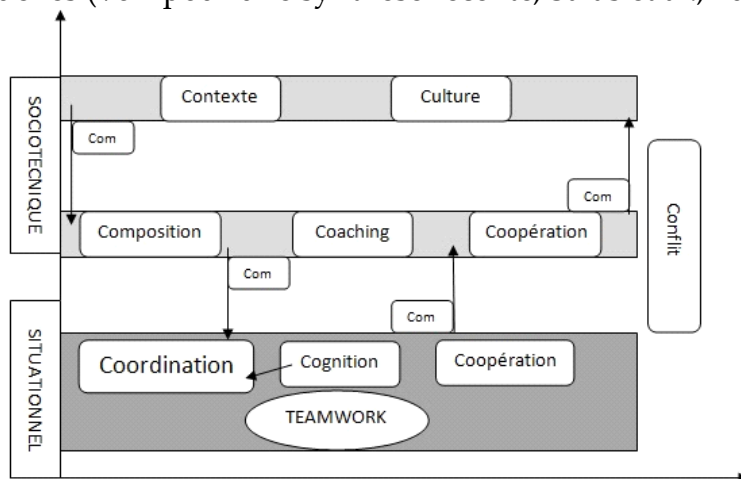 Contexte
Culture
SOCIOTECNIQUE
Com
Com
Conflit
Composition
Coaching
Coopération
Com
Com
SITUATIONNEL
Coordination
Cognition
Coopération
TEAMWORK